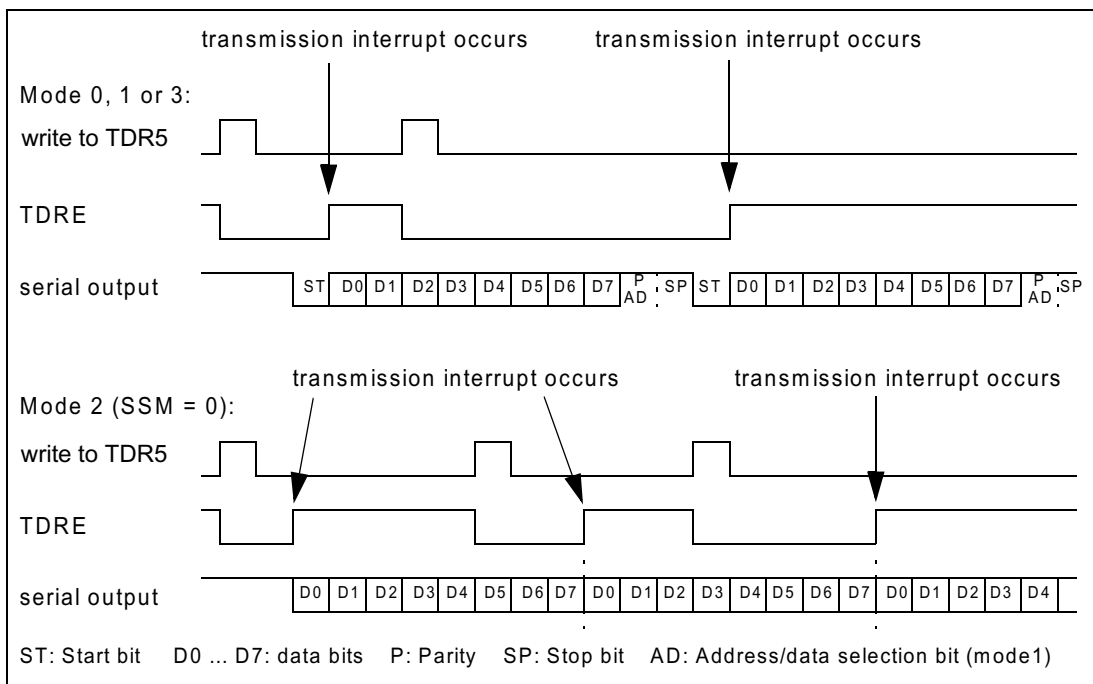 transmission interrupt occurs transmission interrupt occurs
Mode 0, 1 or 3:
write to TDR5
TDRE
serial output ST D0 D1 D2 D3 D4 D5 D6 D7 P AD SP ST D0 D1 D2 D3 D4 D5 D6 D7 P AD SP
transmission interrupt occurs transmission interrupt occurs
Mode 2 (SSM = 0):
write to TDR5
TDRE
serial output D0 D1 D2 D3 D4 D5 D6 D7 D0 D1 D2 D3 D4 D5 D6 D7 D0 D1 D2 D3 D4
ST: Start bit D0 ... D7: data bits P: Parity SP: Stop bit AD: Address/data selection bit (mode1)